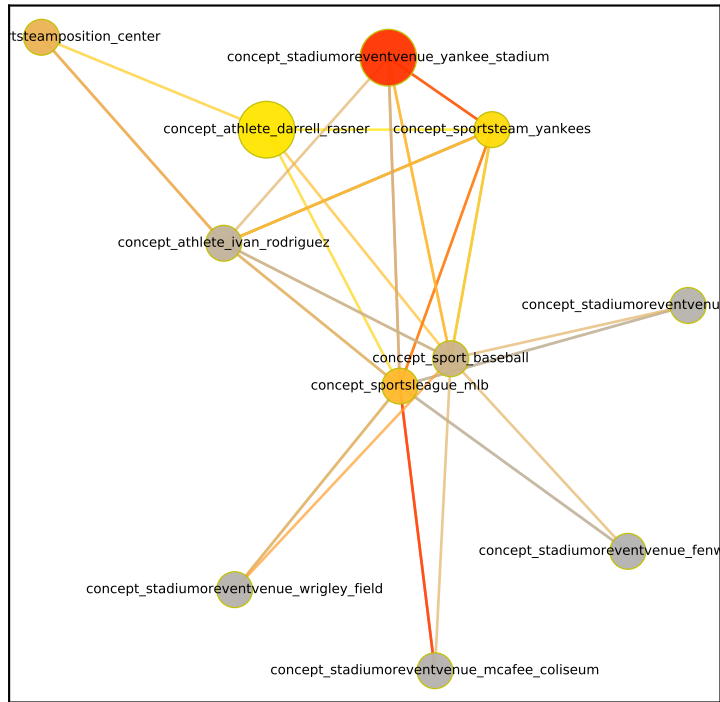 rtsteamposition_center
concept_stadiumoreventvenue_yankee_stadium
concept_athlete_darrell_rasner
concept_sportsteam_yankees
concept_athlete_ivan_rodriguez
concept_stadiumoreventvenu
concept_sport_baseball
concept_sportsleague_mlb
concept_stadiumoreventvenue_fenw
concept_stadiumoreventvenue_wrigley_field
concept_stadiumoreventvenue_mcafee_coliseum